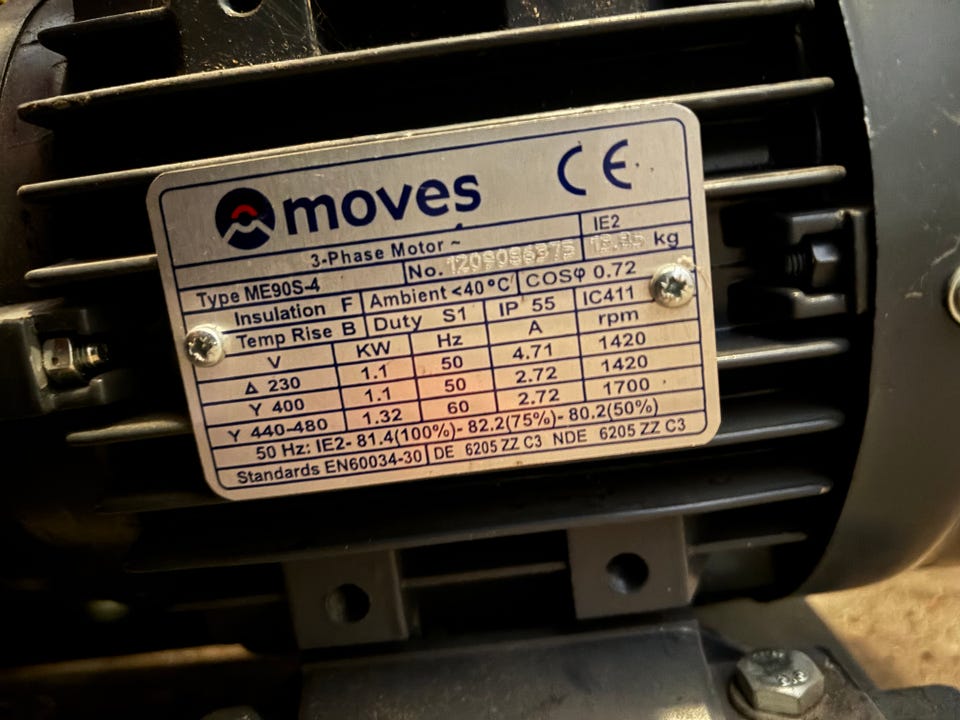 moves CE
3-Phase Motor ~ IE2
Type ME90S-4 No. kg
Insulation F Ambient <40°C COSφ 0.72
Temp Rise B Duty S1 IP 55 IC411
V KW Hz A rpm
Δ 230 1.1 50 4.71 1420
Y 400 1.1 50 2.72 1420
Y 440-480 1.32 60 2.72 1700
50 Hz: IE2- 81.4(100%)- 82.2(75%)- 80.2(50%)
Standards EN60034-30 DE 6205 ZZ C3 NDE 6205 ZZ C3